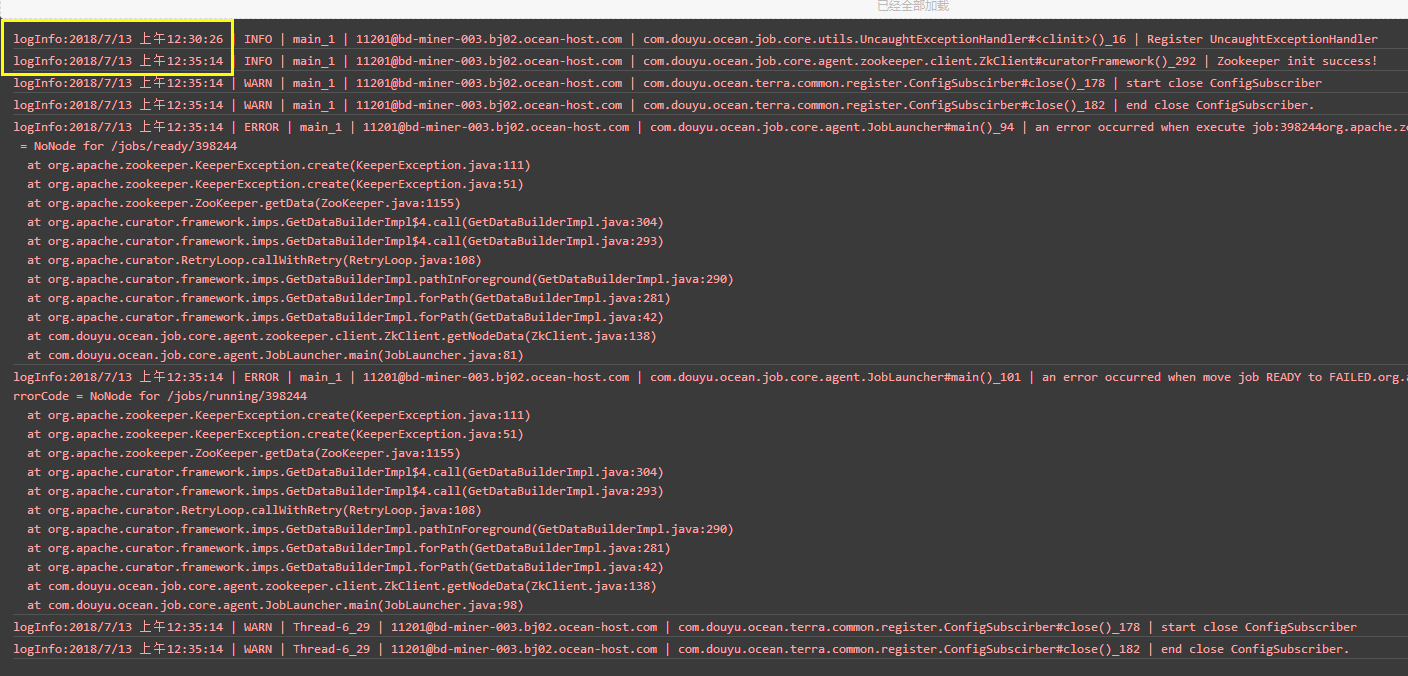 已经全部加载
logInfo:2018/7/13 上午12:30:26 | INFO | main_1 | 11201@bd-miner-003.bj02.ocean-host.com | com.douyu.ocean.job.core.utils.UncaughtExceptionHandler#<clinit>()_16 | Register UncaughtExceptionHandler
logInfo:2018/7/13 上午12:35:14 | INFO | main_1 | 11201@bd-miner-003.bj02.ocean-host.com | com.douyu.ocean.job.core.agent.zookeeper.client.ZkClient#curatorFramework()_292 | Zookeeper init success!
logInfo:2018/7/13 上午12:35:14 | WARN | main_1 | 11201@bd-miner-003.bj02.ocean-host.com | com.douyu.ocean.terra.common.register.ConfigSubscirber#close()_178 | start close ConfigSubscriber
logInfo:2018/7/13 上午12:35:14 | WARN | main_1 | 11201@bd-miner-003.bj02.ocean-host.com | com.douyu.ocean.terra.common.register.ConfigSubscirber#close()_182 | end close ConfigSubscriber.
logInfo:2018/7/13 上午12:35:14 | ERROR | main_1 | 11201@bd-miner-003.bj02.ocean-host.com | com.douyu.ocean.job.core.agent.JobLauncher#main()_94 | an error occurred when execute job:398244org.apache.zo
= NoNode for /jobs/ready/398244
at org.apache.zookeeper.KeeperException.create(KeeperException.java:111)
at org.apache.zookeeper.KeeperException.create(KeeperException.java:51)
at org.apache.zookeeper.ZooKeeper.getData(ZooKeeper.java:1155)
at org.apache.curator.framework.imps.GetDataBuilderImpl$4.call(GetDataBuilderImpl.java:304)
at org.apache.curator.framework.imps.GetDataBuilderImpl$4.call(GetDataBuilderImpl.java:293)
at org.apache.curator.RetryLoop.callWithRetry(RetryLoop.java:108)
at org.apache.curator.framework.imps.GetDataBuilderImpl.pathInForeground(GetDataBuilderImpl.java:290)
at org.apache.curator.framework.imps.GetDataBuilderImpl.forPath(GetDataBuilderImpl.java:281)
at org.apache.curator.framework.imps.GetDataBuilderImpl.forPath(GetDataBuilderImpl.java:42)
at com.douyu.ocean.job.core.agent.zookeeper.client.ZkClient.getNodeData(ZkClient.java:138)
at com.douyu.ocean.job.core.agent.JobLauncher.main(JobLauncher.java:81)
logInfo:2018/7/13 上午12:35:14 | ERROR | main_1 | 11201@bd-miner-003.bj02.ocean-host.com | com.douyu.ocean.job.core.agent.JobLauncher#main()_101 | an error occurred when move job READY to FAILED.org.a
rrorCode = NoNode for /jobs/running/398244
at org.apache.zookeeper.KeeperException.create(KeeperException.java:111)
at org.apache.zookeeper.KeeperException.create(KeeperException.java:51)
at org.apache.zookeeper.ZooKeeper.getData(ZooKeeper.java:1155)
at org.apache.curator.framework.imps.GetDataBuilderImpl$4.call(GetDataBuilderImpl.java:304)
at org.apache.curator.framework.imps.GetDataBuilderImpl$4.call(GetDataBuilderImpl.java:293)
at org.apache.curator.RetryLoop.callWithRetry(RetryLoop.java:108)
at org.apache.curator.framework.imps.GetDataBuilderImpl.pathInForeground(GetDataBuilderImpl.java:290)
at org.apache.curator.framework.imps.GetDataBuilderImpl.forPath(GetDataBuilderImpl.java:281)
at org.apache.curator.framework.imps.GetDataBuilderImpl.forPath(GetDataBuilderImpl.java:42)
at com.douyu.ocean.job.core.agent.zookeeper.client.ZkClient.getNodeData(ZkClient.java:138)
at com.douyu.ocean.job.core.agent.JobLauncher.main(JobLauncher.java:98)
logInfo:2018/7/13 上午12:35:14 | WARN | Thread-6_29 | 11201@bd-miner-003.bj02.ocean-host.com | com.douyu.ocean.terra.common.register.ConfigSubscirber#close()_178 | start close ConfigSubscriber
logInfo:2018/7/13 上午12:35:14 | WARN | Thread-6_29 | 11201@bd-miner-003.bj02.ocean-host.com | com.douyu.ocean.terra.common.register.ConfigSubscirber#close()_182 | end close ConfigSubscriber.